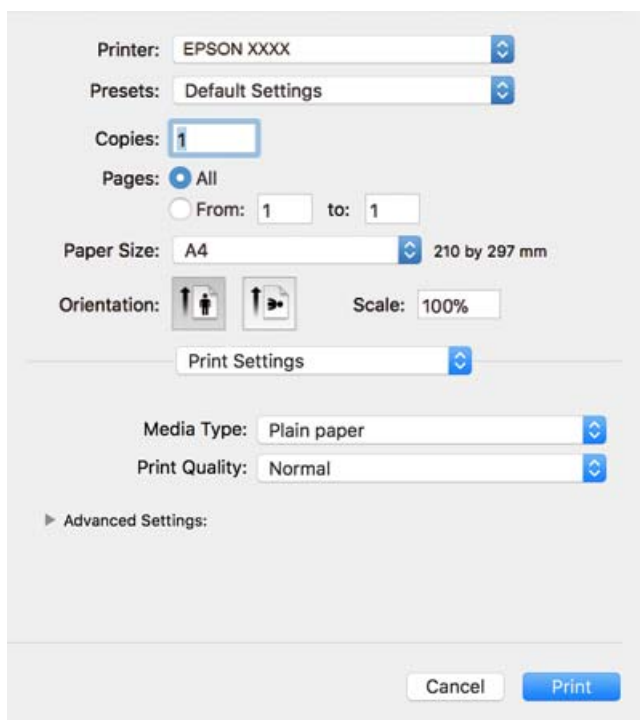 Printer: EPSON XXXX
Presets: Default Settings
Copies: 1
Pages: All
From: 1 to: 1
Paper Size: A4 210 by 297 mm
Orientation: Scale: 100%
Print Settings
Media Type: Plain paper
Print Quality: Normal
Advanced Settings:
Cancel Print